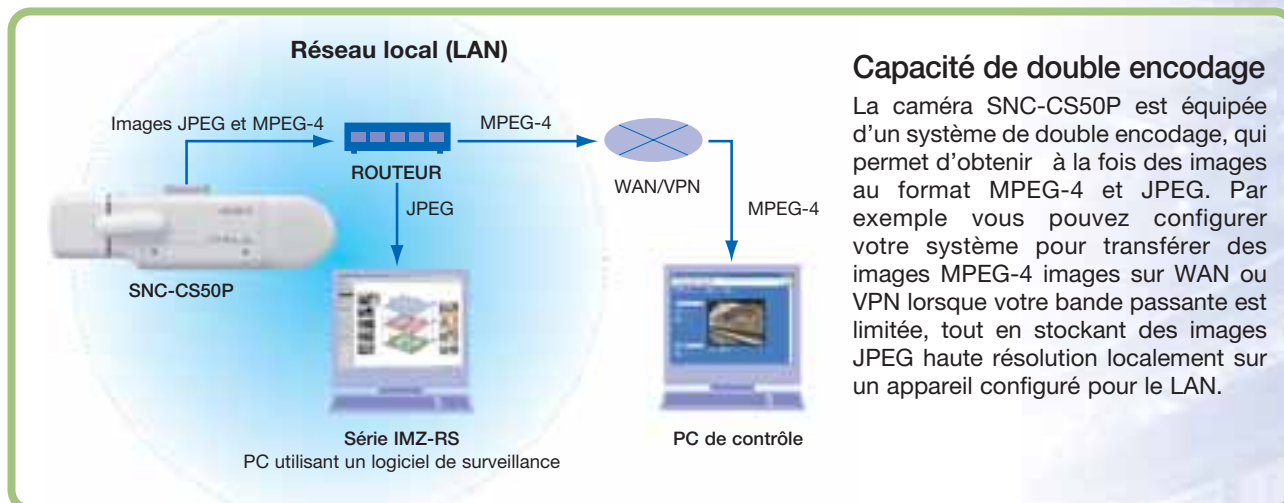 Réseau local (LAN)
Images JPEG et MPEG-4
MPEG-4
ROUTEUR
WAN/VPN
JPEG
MPEG-4
SNC-CS50P
Série IMZ-RS
PC utilisant un logiciel de surveillance
PC de contrôle
Capacité de double encodage
La caméra SNC-CS50P est équipée
d'un système de double encodage, qui
permet d'obtenir à la fois des images
au format MPEG-4 et JPEG. Par
exemple vous pouvez configurer
votre système pour transférer des
images MPEG-4 images sur WAN ou
VPN lorsque votre bande passante est
limitée, tout en stockant des images
JPEG haute résolution localement sur
un appareil configuré pour le LAN.